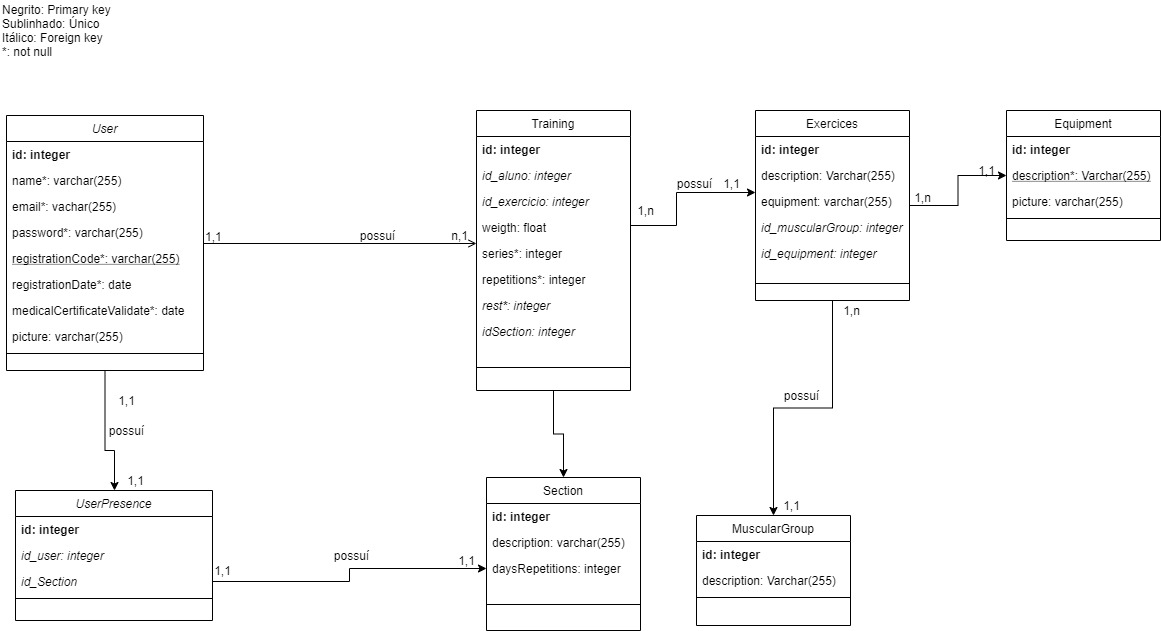 Negrito: Primary key
Sublinhado: Único
Itálico: Foreign key
*: not null
User
id: integer
name*: varchar(255)
email*: vachar(255)
password*: varchar(255)
registrationCode*: varchar(255)
registrationDate*: date
medicalCertificateValidate*: date
picture: varchar(255)
1,1
possuí
n,1
Training
id: integer
id_aluno: integer
id_exercicio: integer
weigth: float
series*: integer
repetitions*: integer
rest*: integer
idSection: integer
1,n
possuí
1,1
Exercices
id: integer
description: Varchar(255)
equipment: varchar(255)
id_muscularGroup: integer
id_equipment: integer
1,n
1,1
Equipment
id: integer
description*: Varchar(255)
picture: varchar(255)
1,n
possuí
1,1
1,1
possuí
1,1
UserPresence
id: integer
id_user: integer
id_Section
1,1
possuí
1,1
Section
id: integer
description: varchar(255)
daysRepetitions: integer
MuscularGroup
id: integer
description: Varchar(255)